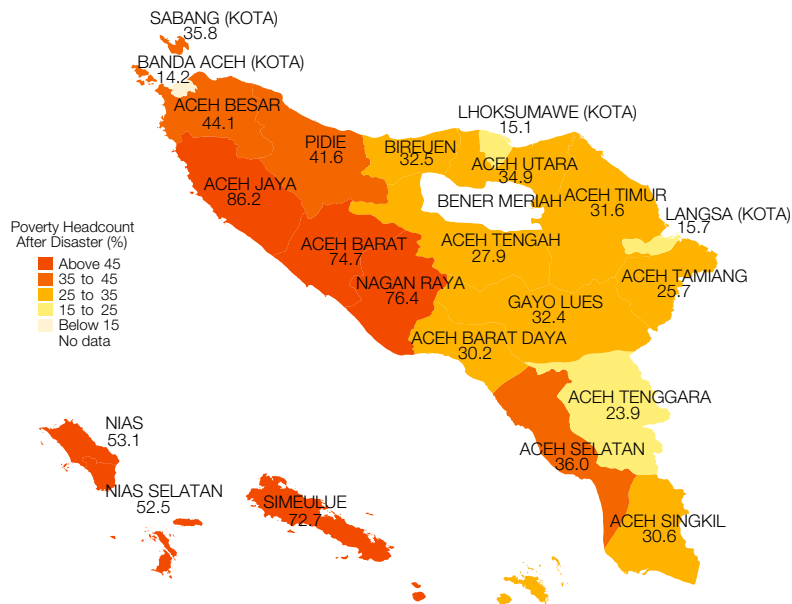 SABANG (KOTA)
35.8
BANDA ACEH (KOTA)
14.2
ACEH BESAR
44.1
LHOKSUMAWE (KOTA)
15.1
PIDIE
41.6
BIREUEN
32.5
ACEH UTARA
34.9
ACEH JAYA
86.2
BENER MERIAH
ACEH TIMUR
31.6
LANGSA (KOTA)
15.7
Poverty Headcount
After Disaster (%)
Above 45
35 to 45
25 to 35
15 to 25
Below 15
No data
ACEH BARAT
74.7
ACEH TENGAH
27.9
NAGAN RAYA
76.4
ACEH TAMIANG
25.7
GAYO LUES
32.4
ACEH BARAT DAYA
30.2
ACEH TENGGARA
23.9
NIAS
53.1
ACEH SELATAN
36.0
NIAS SELATAN
52.5
SIMEULUE
72.7
ACEH SINGKIL
30.6